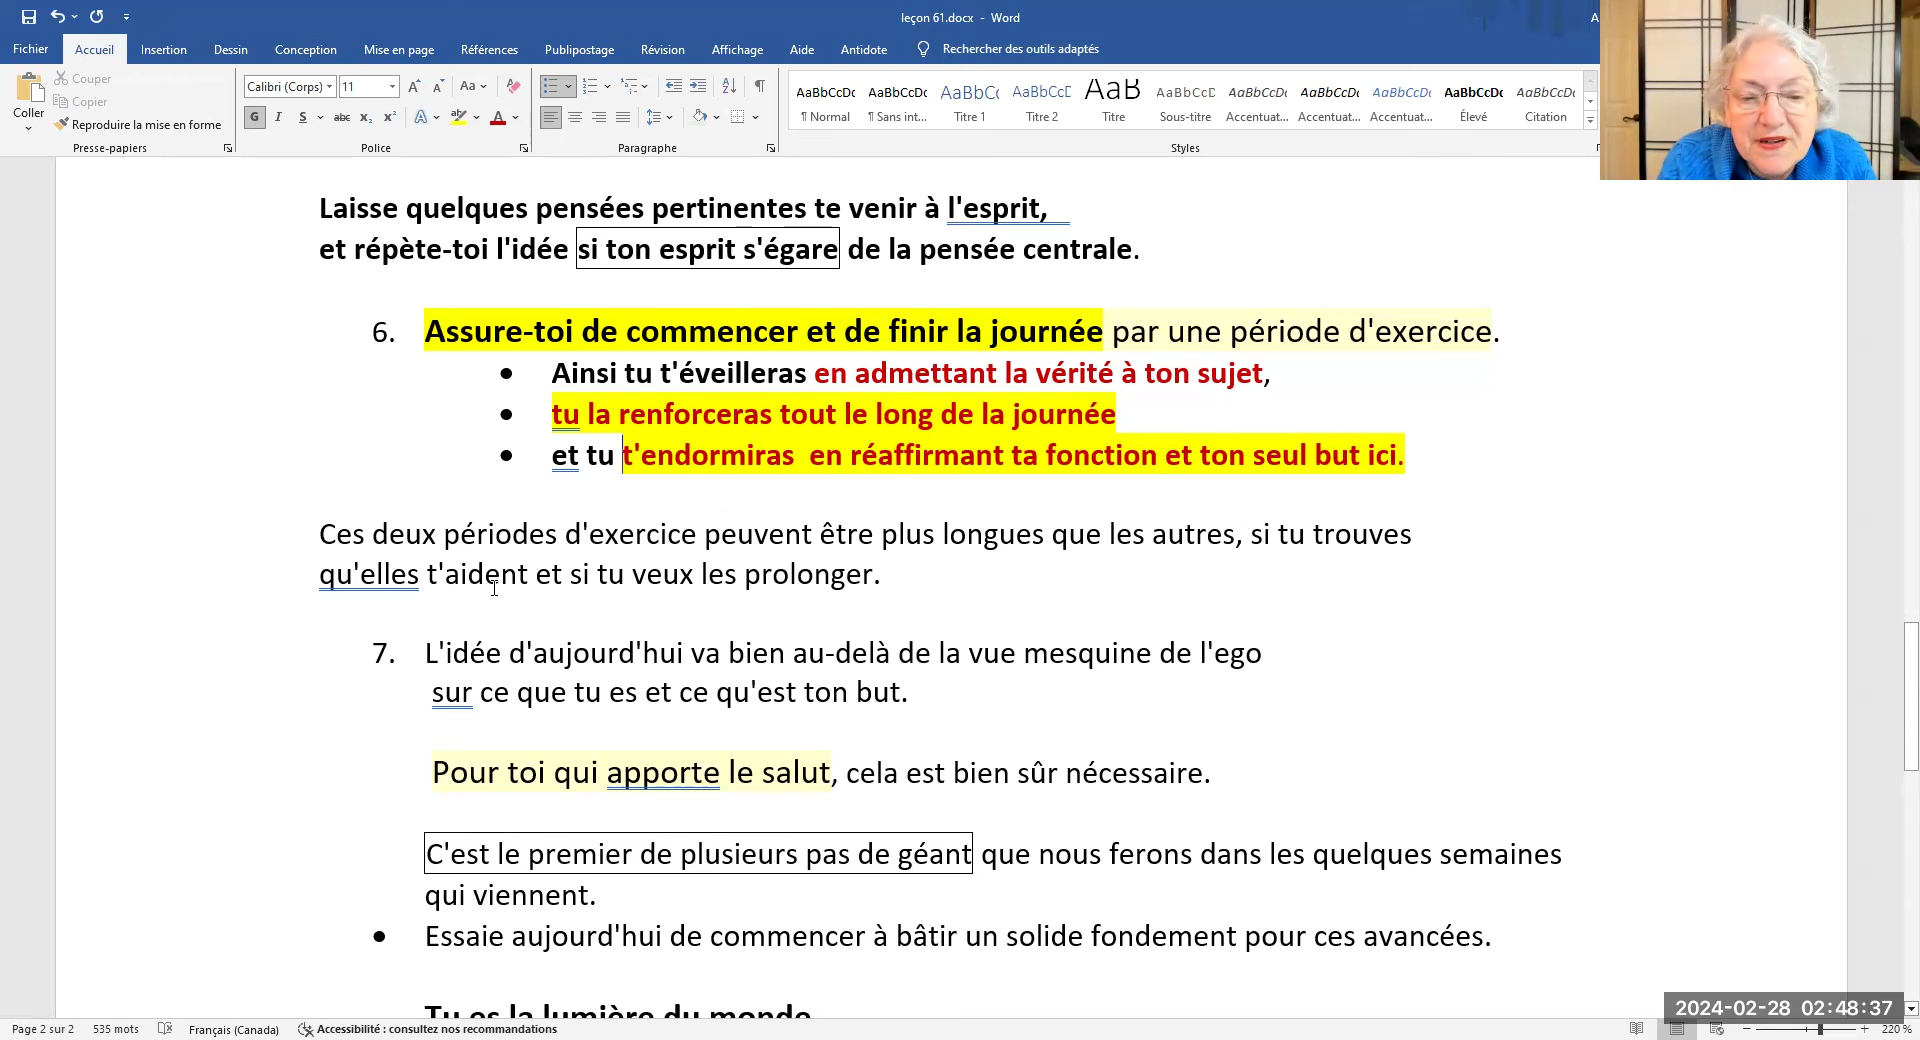 leçon 61.docx - Word
Fichier Accueil Insertion Dessin Conception Mise en page Références Publipostage Révision Affichage Aide Antidote Rechercher des outils adaptés
Coller
Couper
Copier
Reproduire la mise en forme
Presse-papiers
Calibri (Corps) 11
G I S abc
Police
Paragraphe
AaBbCcDc AaBbCcDc AaBbCc AaBbCcD AaB AaBbCcD AaBbCcDc AaBbCcDc AaBbCcDc AaBbCcDc AaBbCcDc
¶ Normal ¶ Sans int... Titre 1 Titre 2 Titre Sous-titre Accentuat... Accentuat... Accentuat... Élevé Citation
Styles
Laisse quelques pensées pertinentes te venir à l'esprit,
et répète-toi l'idée si ton esprit s'égare de la pensée centrale.
6. Assure-toi de commencer et de finir la journée par une période d'exercice.
• Ainsi tu t'éveilleras en admettant la vérité à ton sujet,
• tu la renforceras tout le long de la journée
• et tu t'endormiras en réaffirmant ta fonction et ton seul but ici.
Ces deux périodes d'exercice peuvent être plus longues que les autres, si tu trouves
qu'elles t'aident et si tu veux les prolonger.
7. L'idée d'aujourd'hui va bien au-delà de la vue mesquine de l'ego
sur ce que tu es et ce qu'est ton but.
Pour toi qui apporte le salut, cela est bien sûr nécessaire.
C'est le premier de plusieurs pas de géant que nous ferons dans les quelques semaines
qui viennent.
• Essaie aujourd'hui de commencer à bâtir un solide fondement pour ces avancées.
Tu es la lumière du monde
2024-02-28 02:48:37
Page 2 sur 2 535 mots Français (Canada) Accessibilité : consultez nos recommandations 220 %